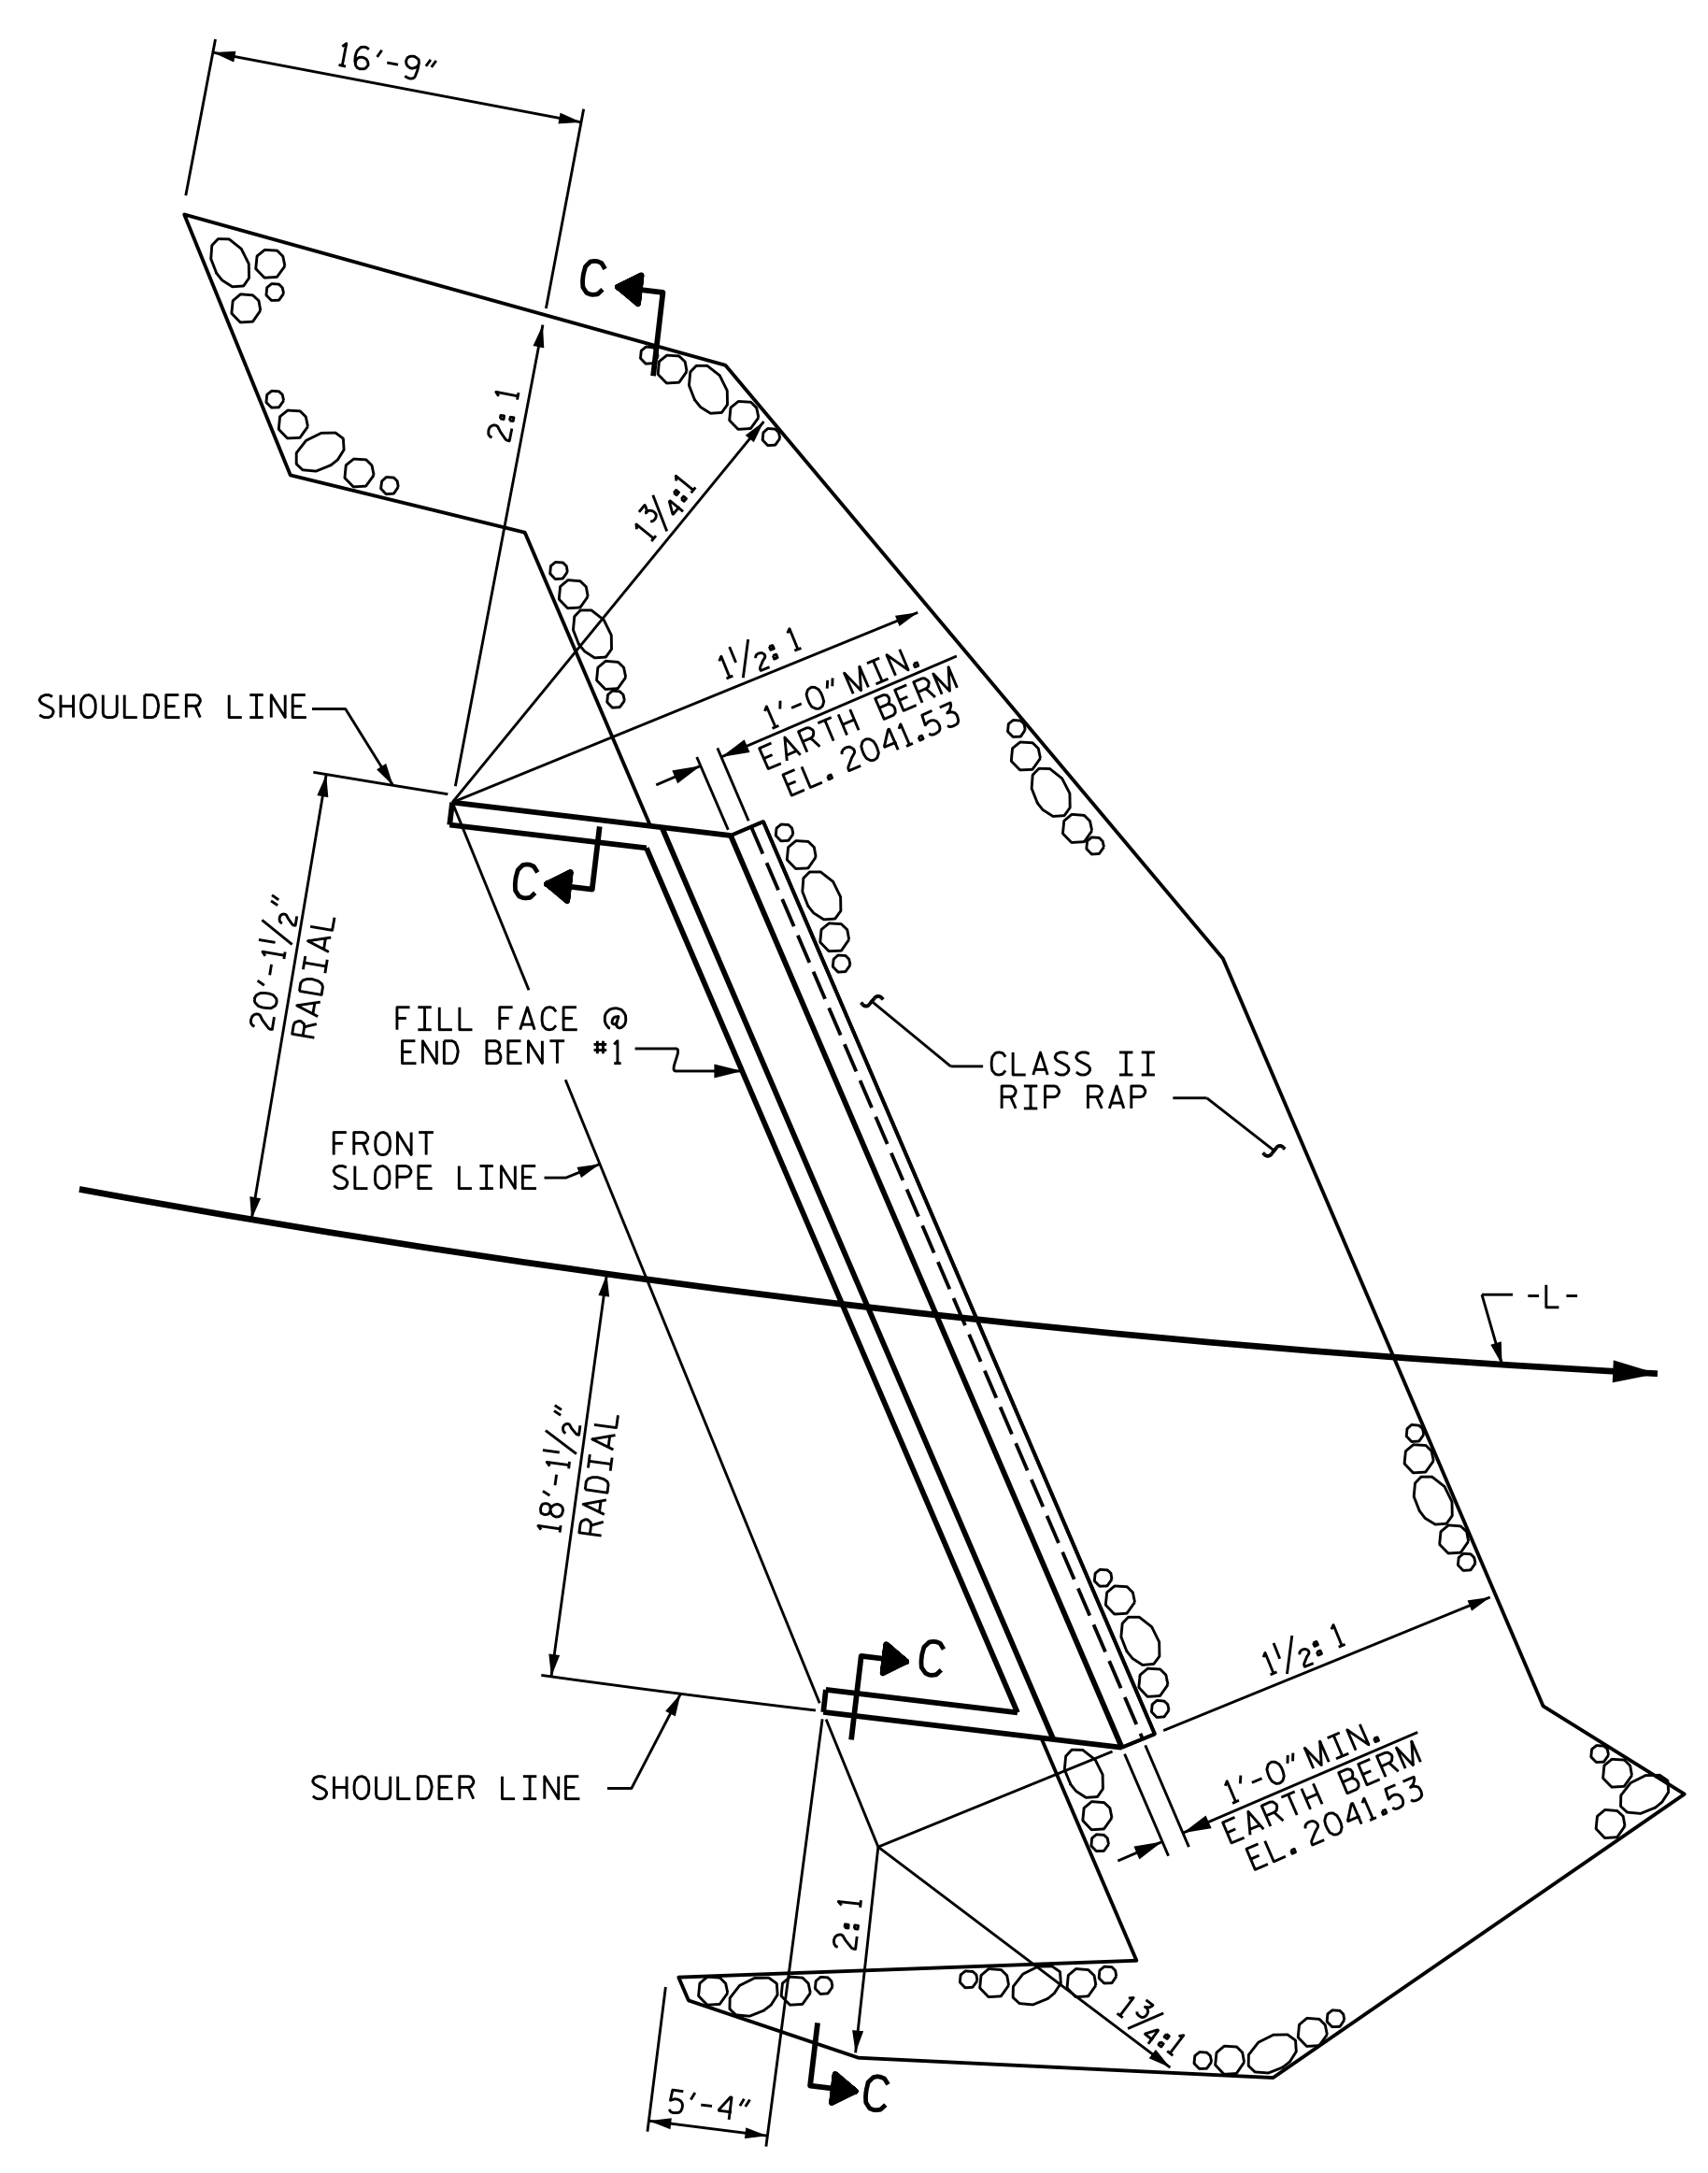 16'-9"
C
2:1
1¾:1
1½:1
1'-0" MIN.
EARTH BERM
EL. 2041.53
SHOULDER LINE
C
20'-1½"
RADIAL
FILL FACE @
END BENT #1
CLASS II
RIP RAP
FRONT
SLOPE LINE
-L-
18'-1½"
RADIAL
C
1½:1
SHOULDER LINE
1'-0" MIN.
EARTH BERM
EL. 2041.53
2:1
1¾:1
5'-4"
C